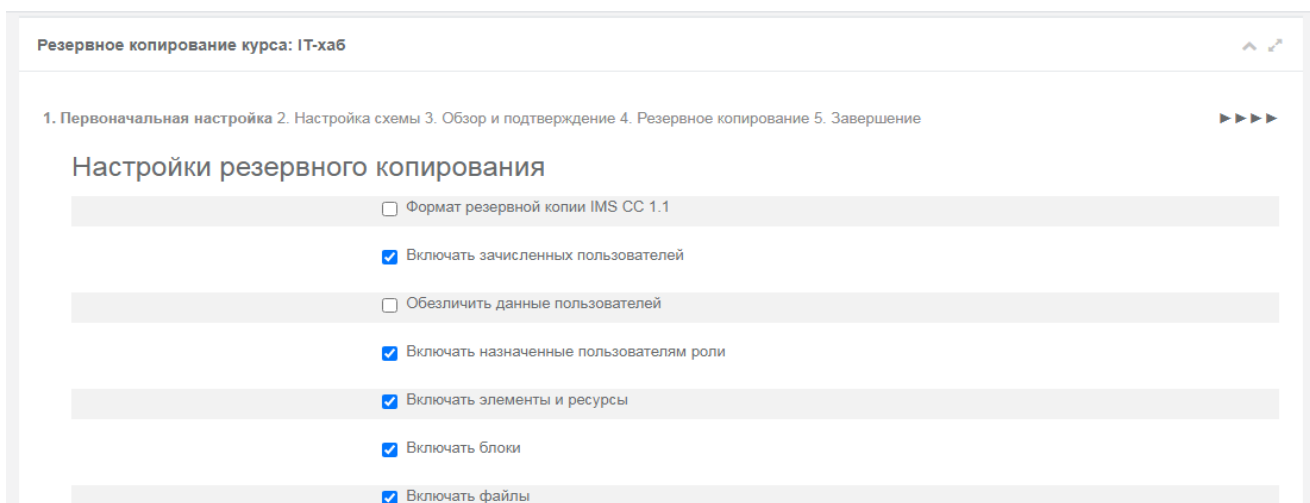 Резервное копирование курса: IT-хаб
1. Первоначальная настройка 2. Настройка схемы 3. Обзор и подтверждение 4. Резервное копирование 5. Завершение ►►►►
Настройки резервного копирования
Формат резервной копии IMS CC 1.1
Включать зачисленных пользователей
Обезличить данные пользователей
Включать назначенные пользователям роли
Включать элементы и ресурсы
Включать блоки
Включать файлы